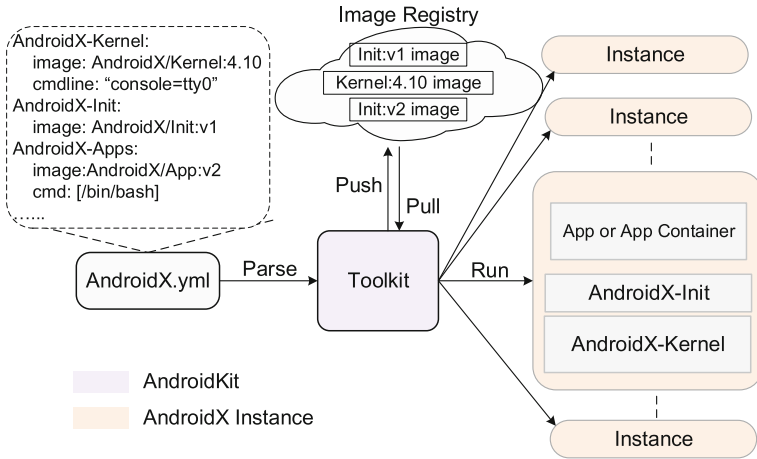 Image Registry
AndroidX-Kernel:
image: AndroidX/Kernel:4.10
cmdline: “console=tty0”
AndroidX-Init:
image: AndroidX/Init:v1
AndroidX-Apps:
image:AndroidX/App:v2
cmd: [/bin/bash]
......
Init:v1 image
Kernel:4.10 image
Init:v2 image
Instance
Instance
Push
Pull
AndroidX.yml
Parse
Toolkit
Run
App or App Container
AndroidX-Init
AndroidX-Kernel
AndroidKit
AndroidX Instance
Instance